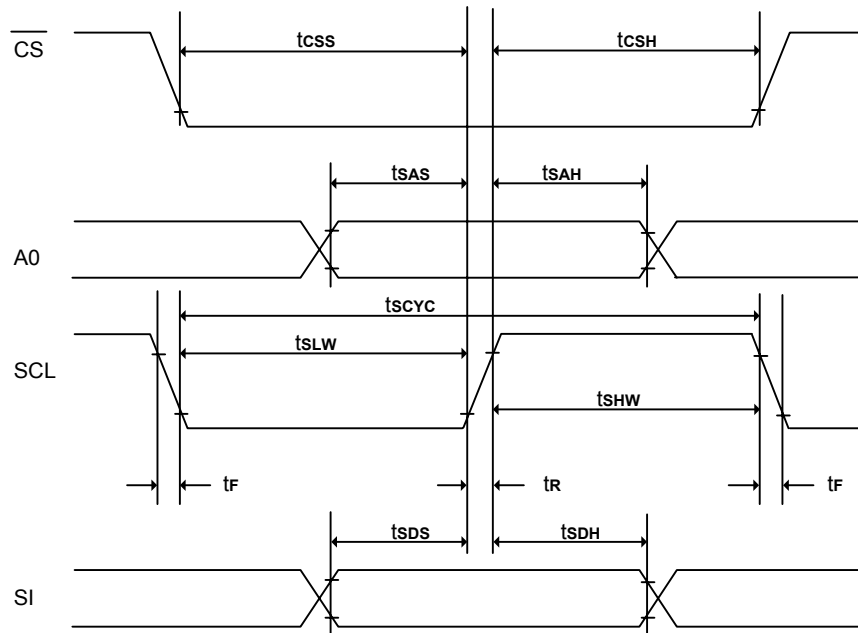 CS
tCSS
tCSH
tSAS
tSAH
A0
tSCYC
tSLW
SCL
tSHW
tF
tR
tF
tSDS
tSDH
SI